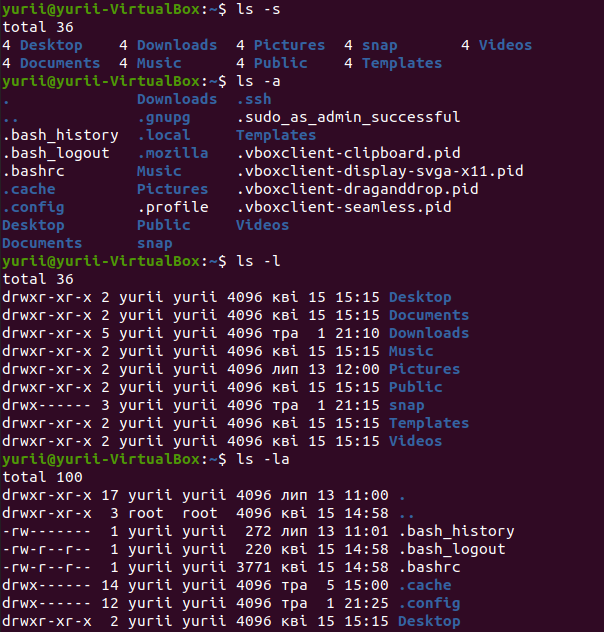 yurii@yurii-VirtualBox:~$ ls -s
total 36
4 Desktop    4 Downloads  4 Pictures  4 snap       4 Videos
4 Documents  4 Music      4 Public    4 Templates
yurii@yurii-VirtualBox:~$ ls -a
.              Downloads  .ssh
..             .gnupg     .sudo_as_admin_successful
.bash_history  .local     Templates
.bash_logout   .mozilla   .vboxclient-clipboard.pid
.bashrc        Music      .vboxclient-display-svga-x11.pid
.cache         Pictures   .vboxclient-draganddrop.pid
.config        .profile   .vboxclient-seamless.pid
Desktop        Public     Videos
Documents      snap
yurii@yurii-VirtualBox:~$ ls -l
total 36
drwxr-xr-x 2 yurii yurii 4096 кві 15 15:15 Desktop
drwxr-xr-x 2 yurii yurii 4096 кві 15 15:15 Documents
drwxr-xr-x 5 yurii yurii 4096 тра  1 21:10 Downloads
drwxr-xr-x 2 yurii yurii 4096 кві 15 15:15 Music
drwxr-xr-x 2 yurii yurii 4096 лип 13 12:00 Pictures
drwxr-xr-x 2 yurii yurii 4096 кві 15 15:15 Public
drwx------ 3 yurii yurii 4096 тра  1 21:15 snap
drwxr-xr-x 2 yurii yurii 4096 кві 15 15:15 Templates
drwxr-xr-x 2 yurii yurii 4096 кві 15 15:15 Videos
yurii@yurii-VirtualBox:~$ ls -la
total 100
drwxr-xr-x 17 yurii yurii 4096 лип 13 11:00 .
drwxr-xr-x  3 root  root  4096 кві 15 14:58 ..
-rw-------  1 yurii yurii  272 лип 13 11:01 .bash_history
-rw-r--r--  1 yurii yurii  220 кві 15 14:58 .bash_logout
-rw-r--r--  1 yurii yurii 3771 кві 15 14:58 .bashrc
drwx------ 14 yurii yurii 4096 тра  5 15:00 .cache
drwx------ 12 yurii yurii 4096 тра  1 21:25 .config
drwxr-xr-x  2 yurii yurii 4096 кві 15 15:15 Desktop